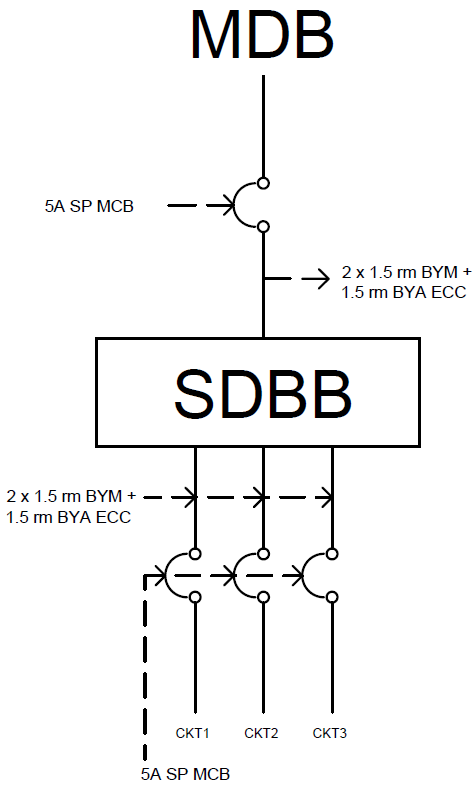 MDB
5A SP MCB
2 x 1.5 rm BYM +
1.5 rm BYA ECC
SDBB
2 x 1.5 rm BYM +
1.5 rm BYA ECC
CKT1 CKT2 CKT3
5A SP MCB